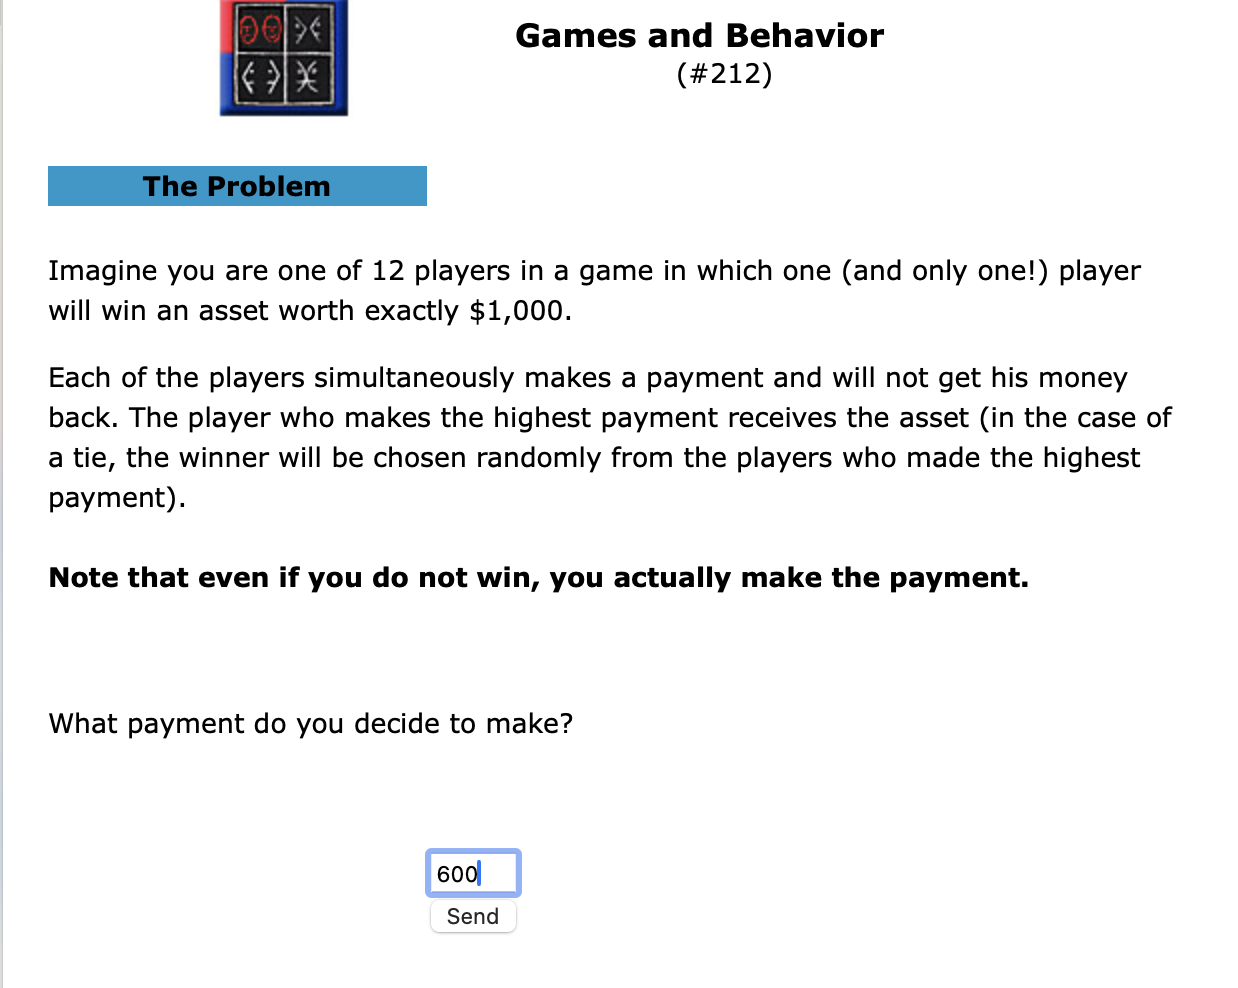 Games and Behavior
(#212)
The Problem
Imagine you are one of 12 players in a game in which one (and only one!) player
will win an asset worth exactly $1,000.
Each of the players simultaneously makes a payment and will not get his money
back. The player who makes the highest payment receives the asset (in the case of
a tie, the winner will be chosen randomly from the players who made the highest
payment).
Note that even if you do not win, you actually make the payment.
What payment do you decide to make?
600
Send